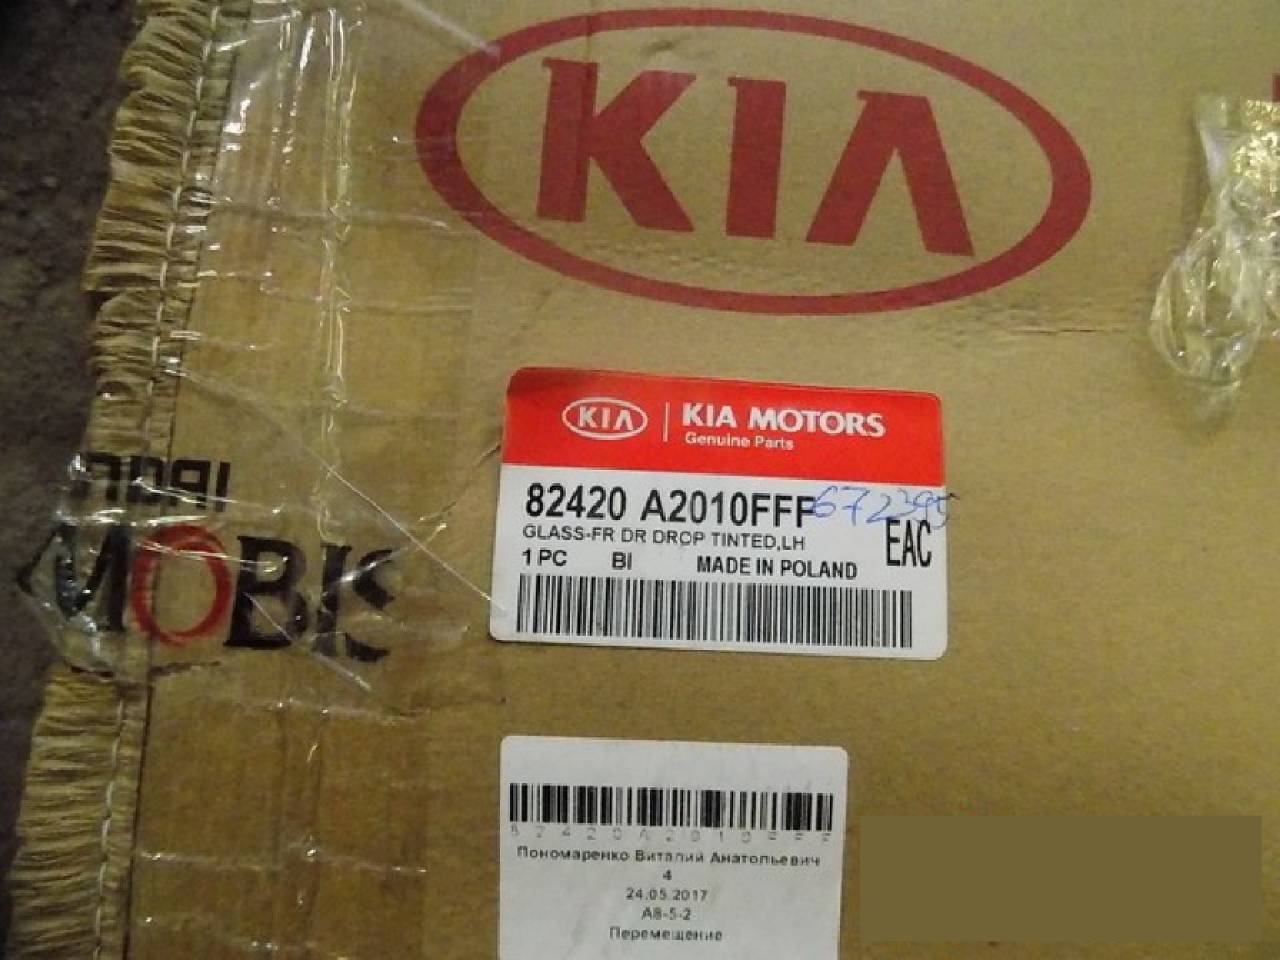 KIA
KIA KIA MOTORS
Genuine Parts
82420 A2010FFF 672395
GLASS-FR DR DROP TINTED,LH
EAC
1 PC BI MADE IN POLAND
MOBIS
82420A2010FFF
Пономаренко Виталий Анатольевич
4
24.05.2017
A8-5-2
Перемещение